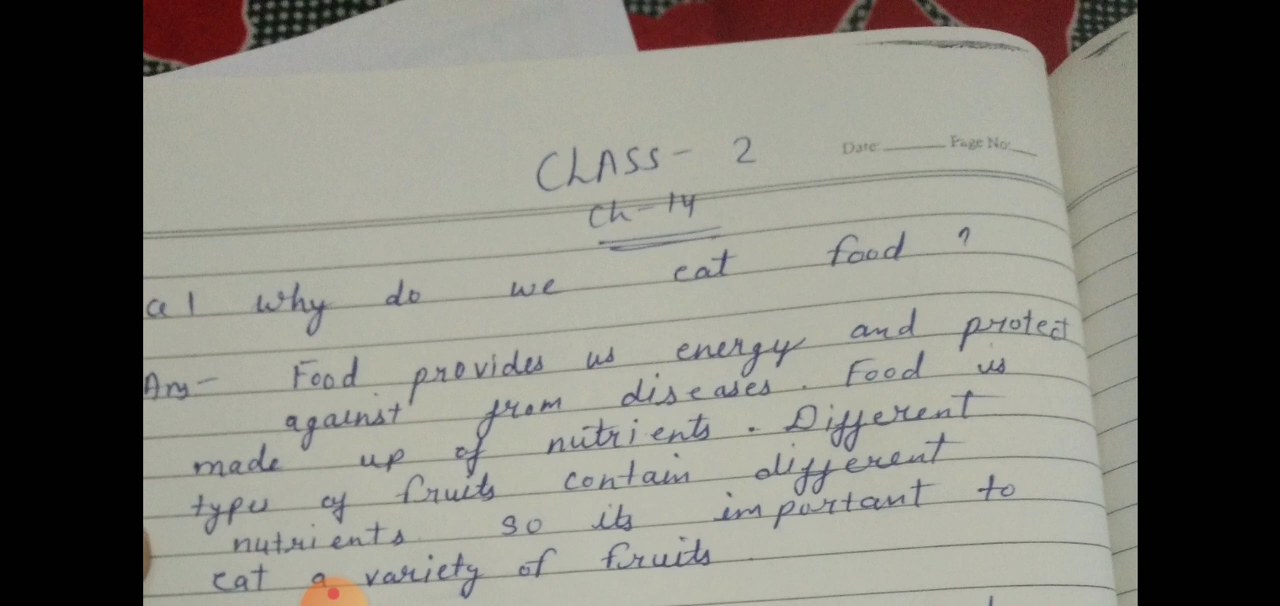 CLASS - 2
Date: Page No:
Ch - 14
Q1 Why do we eat food ?
Ans - Food provides us energy and protect
against from diseases. Food is
made up of nutrients. Different
types of fruits contain different
nutrients so its important to
eat a variety of fruits